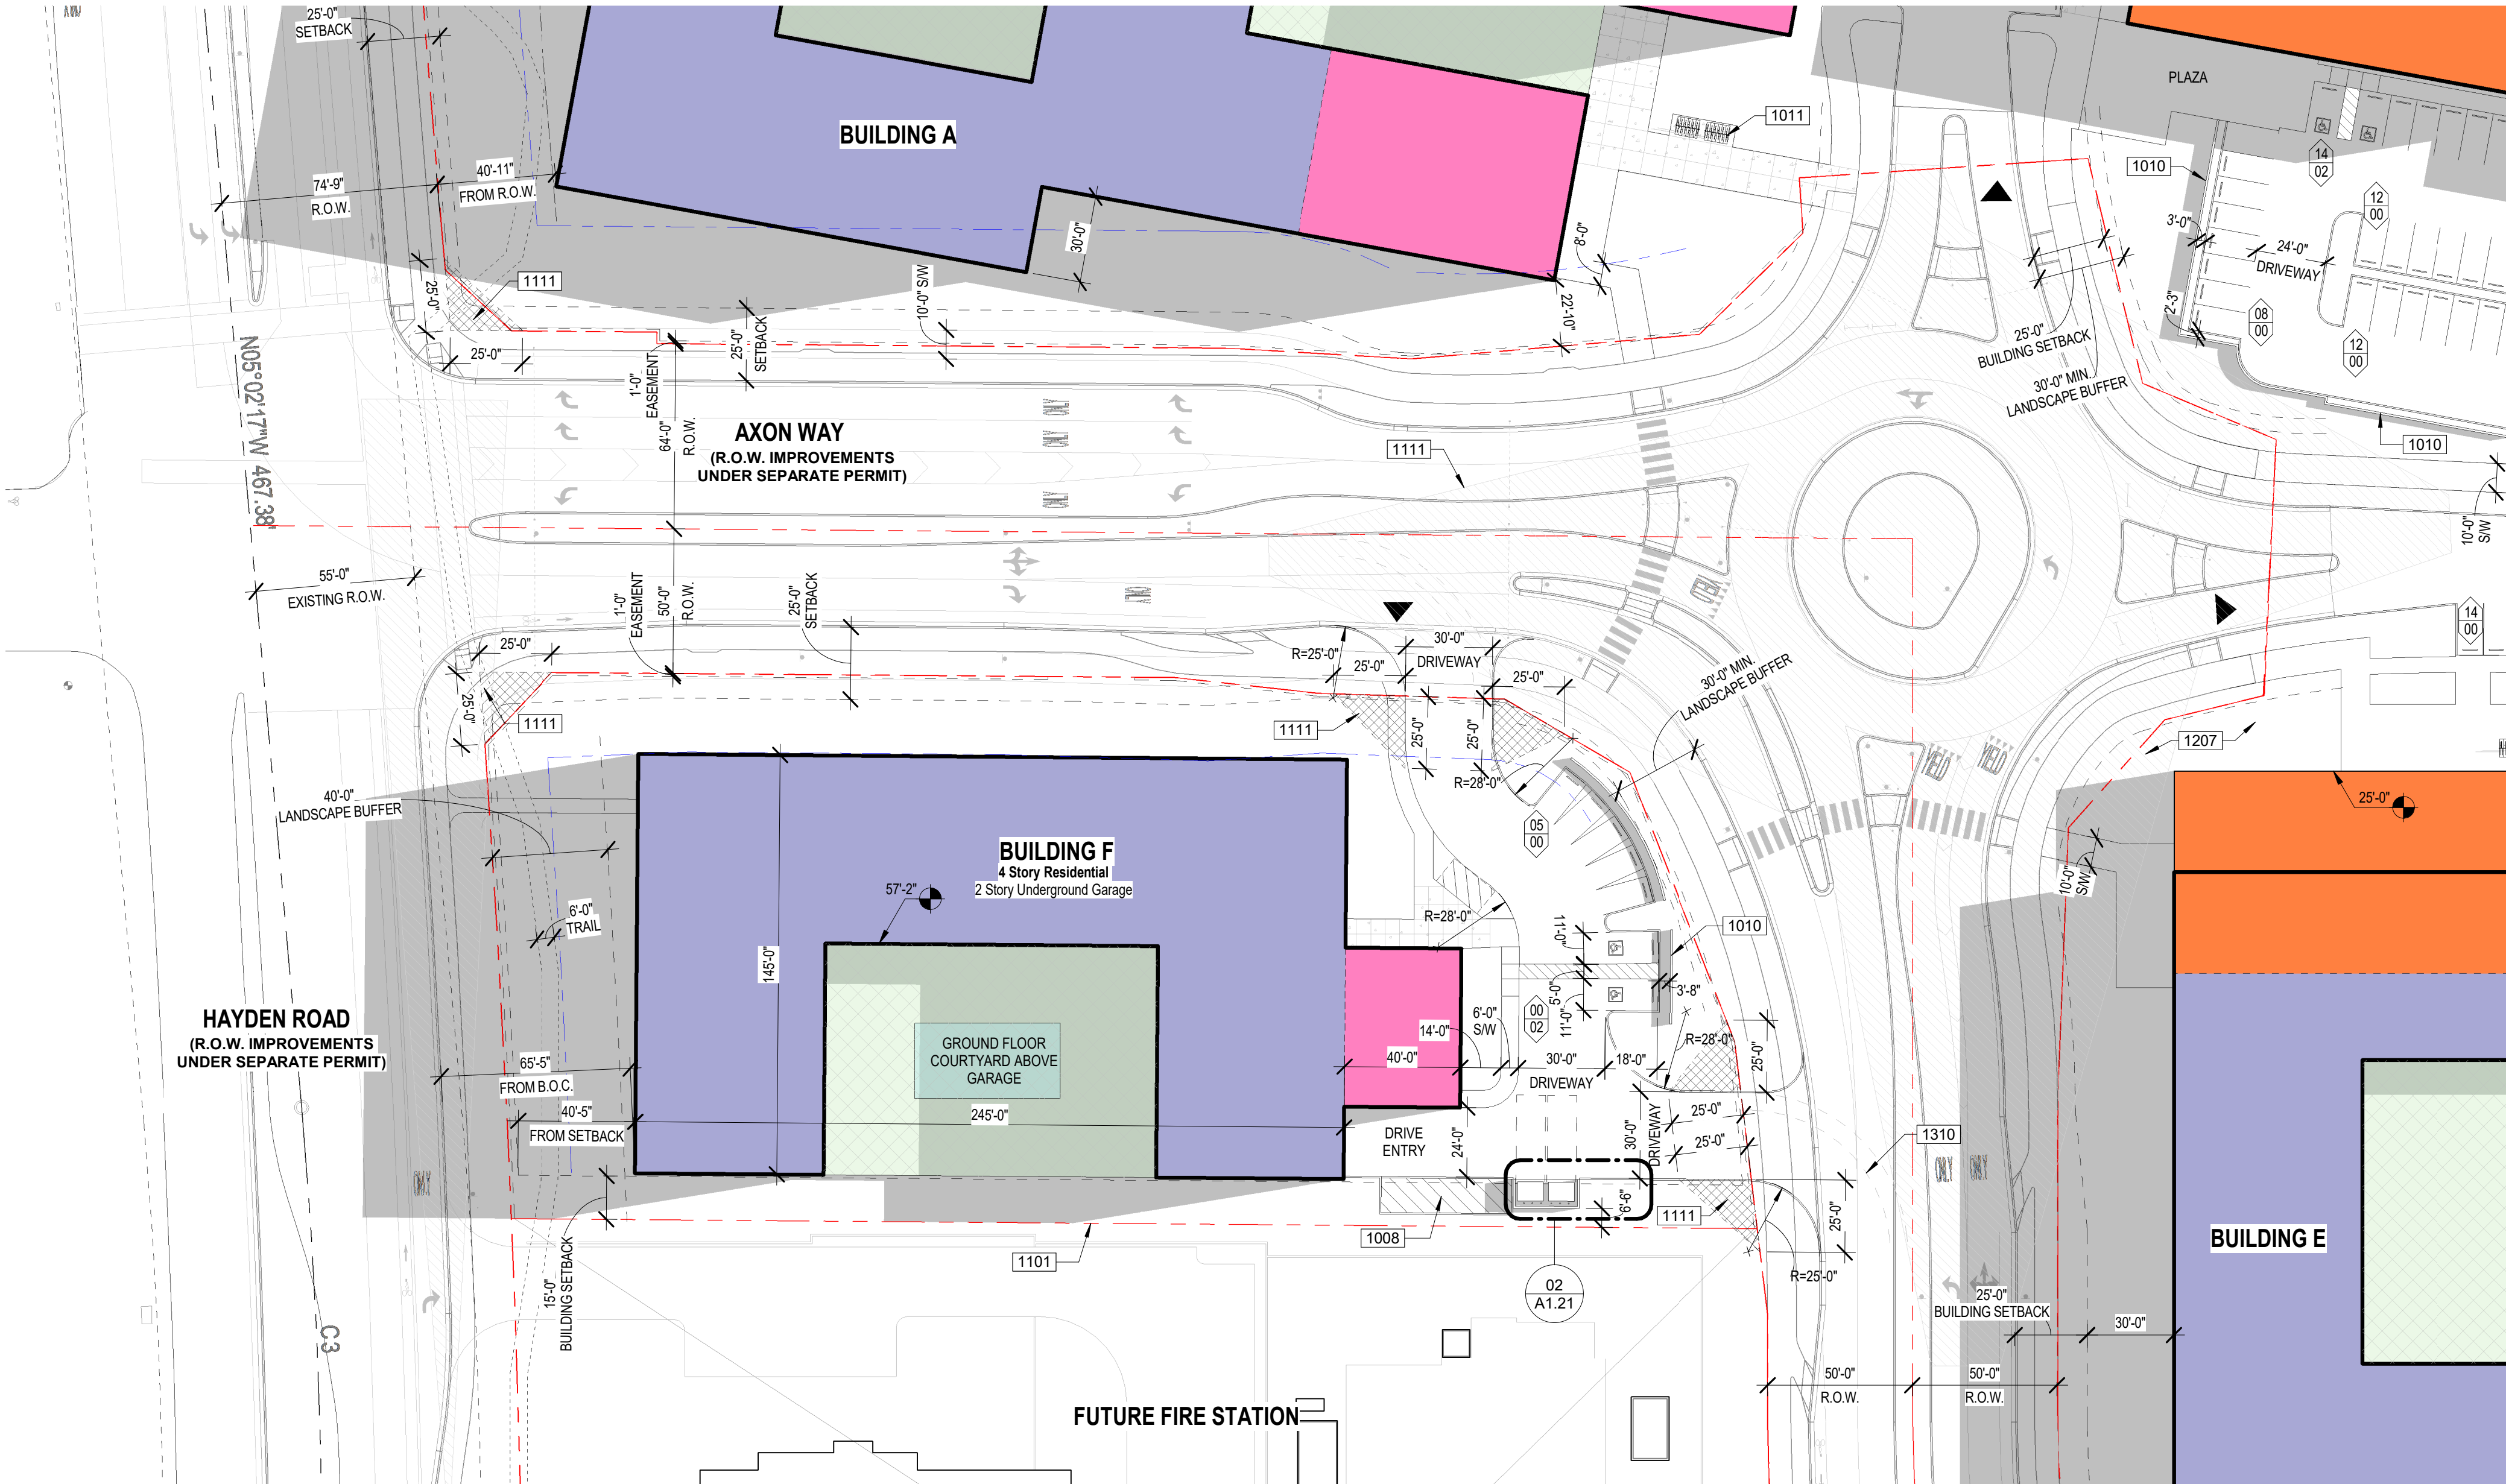 25'-0"
SETBACK
BUILDING A
PLAZA
1011
1010
14
02
12
00
74'-9"
R.O.W.
40'-11"
FROM R.O.W.
30'-0"
8'-0"
3'-0"
24'-0"
DRIVEWAY
2'-3"
08
00
12
00
1010
1111
25'-0"
25'-0"
1'-0"
EASEMENT
64'-0"
R.O.W.
25'-0"
SETBACK
10'-0" S/W
22'-10"
25'-0"
BUILDING SETBACK
30'-0" MIN.
LANDSCAPE BUFFER
N05°02'17"W 467.38'
AXON WAY
(R.O.W. IMPROVEMENTS
UNDER SEPARATE PERMIT)
1111
10'-0"
S/W
55'-0"
EXISTING R.O.W.
1'-0"
EASEMENT
50'-0"
R.O.W.
25'-0"
SETBACK
YIELD
14
00
25'-0"
25'-0"
1111
R=25'-0"
25'-0"
30'-0"
DRIVEWAY
25'-0"
25'-0"
25'-0"
1111
R=28'-0"
30'-0" MIN.
LANDSCAPE BUFFER
YIELD
YIELD
1207
25'-0"
40'-0"
LANDSCAPE BUFFER
BUILDING F
4 Story Residential
2 Story Underground Garage
57'-2"
05
00
10'-0"
S/W
6'-0"
TRAIL
145'-0"
R=28'-0"
11'-0"
5'-0"
11'-0"
3'-8"
1010
00
02
HAYDEN ROAD
(R.O.W. IMPROVEMENTS
UNDER SEPARATE PERMIT)
GROUND FLOOR
COURTYARD ABOVE
GARAGE
65'-5"
FROM B.O.C.
40'-5"
FROM SETBACK
245'-0"
40'-0"
14'-0"
6'-0"
S/W
30'-0"
DRIVEWAY
18'-0"
R=28'-0"
25'-0"
DRIVE
ENTRY
24'-0"
30'-0"
DRIVEWAY
25'-0"
25'-0"
1310
6'-6"
1111
25'-0"
R=25'-0"
15'-0"
BUILDING SETBACK
1101
1008
02
A1.21
BUILDING E
25'-0"
BUILDING SETBACK
30'-0"
C3
50'-0"
R.O.W.
50'-0"
R.O.W.
FUTURE FIRE STATION